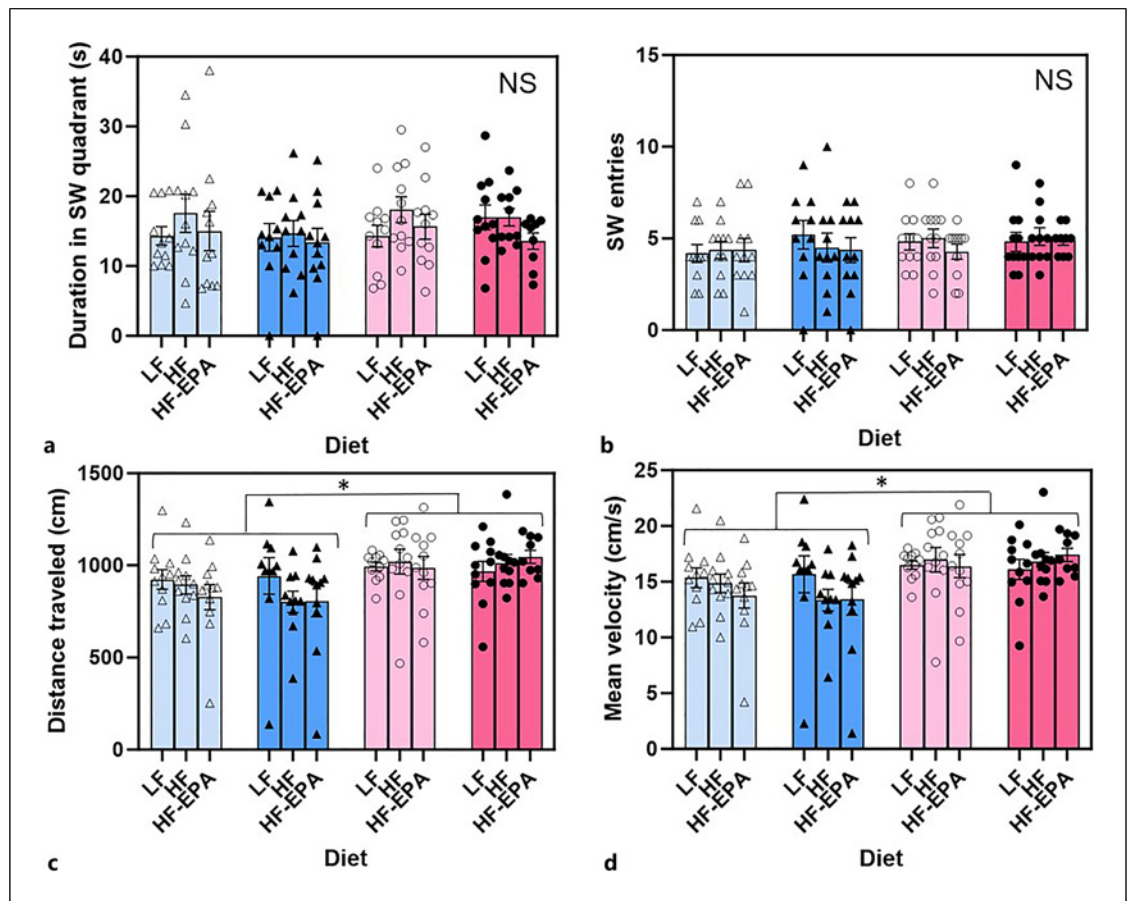 Duration in SW quadrant (s)
40
30
20
10
0
NS
LF
HF
HF-EPA
LF
HF
HF-EPA
LF
HF
HF-EPA
LF
HF
HF-EPA
Diet
a
SW entries
15
10
5
0
NS
LF
HF
HF-EPA
LF
HF
HF-EPA
LF
HF
HF-EPA
LF
HF
HF-EPA
Diet
b
Distance traveled (cm)
1500
1000
500
0
*
LF
HF
HF-EPA
LF
HF
HF-EPA
LF
HF
HF-EPA
LF
HF
HF-EPA
Diet
c
Mean velocity (cm/s)
25
20
15
10
5
0
*
LF
HF
HF-EPA
LF
HF
HF-EPA
LF
HF
HF-EPA
LF
HF
HF-EPA
Diet
d